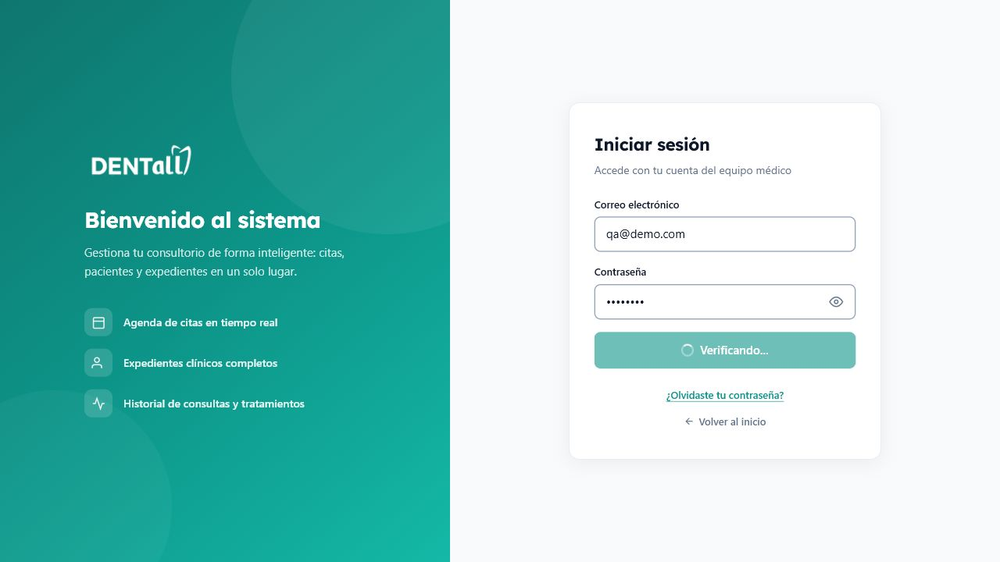 DENTall
Bienvenido al sistema
Gestiona tu consultorio de forma inteligente: citas,
pacientes y expedientes en un solo lugar.
Agenda de citas en tiempo real
Expedientes clínicos completos
Historial de consultas y tratamientos
Iniciar sesión
Accede con tu cuenta del equipo médico
Correo electrónico
qa@demo.com
Contraseña
••••••••
Verificando...
¿Olvidaste tu contraseña?
← Volver al inicio